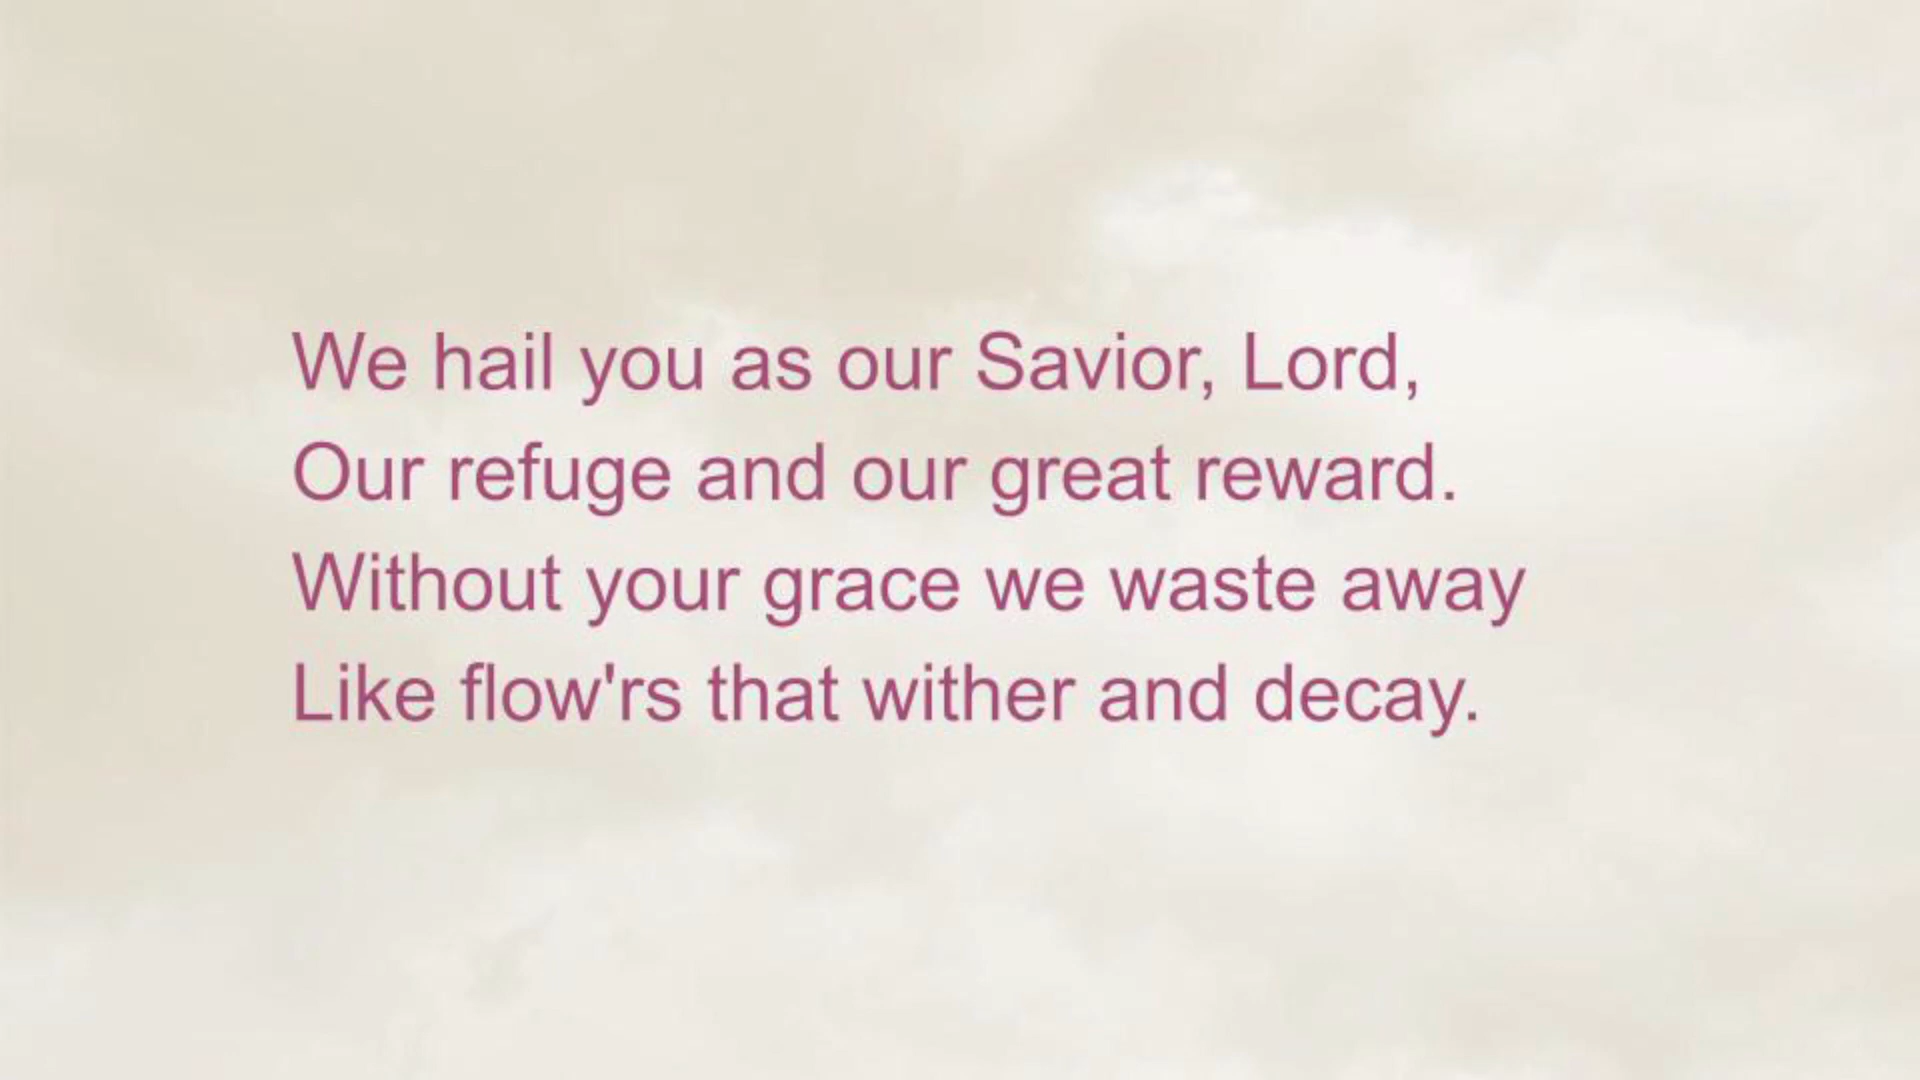 We hail you as our Savior, Lord,
Our refuge and our great reward.
Without your grace we waste away
Like flow'rs that wither and decay.